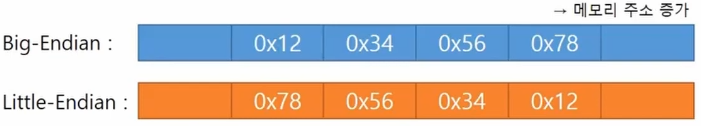 → 메모리 주소 증가
Big-Endian : 0x12 0x34 0x56 0x78
Little-Endian : 0x78 0x56 0x34 0x12